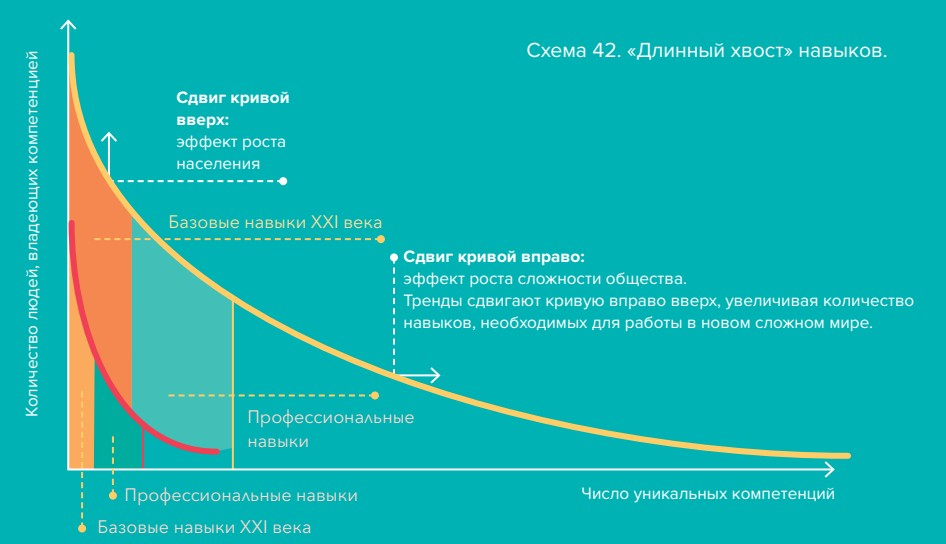 Схема 42. «Длинный хвост» навыков.
Количество людей, владеющих компетенцией
Сдвиг кривой
вверх:
эффект роста
населения
Базовые навыки XXI века
Сдвиг кривой вправо:
эффект роста сложности общества.
Тренды сдвигают кривую вправо вверх, увеличивая количество
навыков, необходимых для работы в новом сложном мире.
Профессиональные
навыки
Профессиональные навыки
Число уникальных компетенций
Базовые навыки XXI века